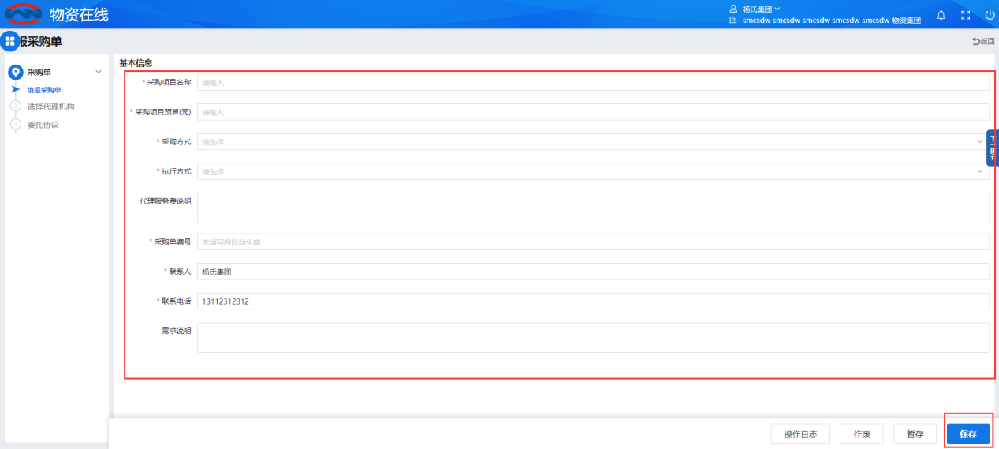 物资在线
杨氏集团
smcsdw smcsdw smcsdw smcsdw smcsdw 物资集团
报采购单
返回
采购单
填报采购单
2 选择代理机构
3 委托协议
基本信息
* 采购项目名称 请输入
* 采购项目预算(元) 请输入
* 采购方式 请选择
* 执行方式 请选择
代理服务费说明
* 采购单编号 未填写将自动生成
* 联系人 杨氏集团
* 联系电话 13112312312
需求说明
下
一
环
节
操作日志 作废 暂存 保存